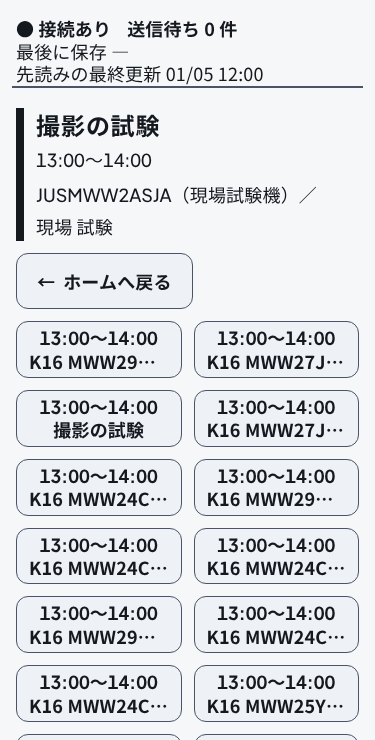 ● 接続あり　送信待ち 0 件
最後に保存 —
先読みの最終更新 01/05 12:00
撮影の試験
13:00〜14:00
JUSMWW2ASJA（現場試験機）／
現場 試験
← ホームへ戻る
13:00〜14:00
K16 MWW29…
13:00〜14:00
K16 MWW27J…
13:00〜14:00
撮影の試験
13:00〜14:00
K16 MWW27J…
13:00〜14:00
K16 MWW24C…
13:00〜14:00
K16 MWW29…
13:00〜14:00
K16 MWW24C…
13:00〜14:00
K16 MWW24C…
13:00〜14:00
K16 MWW29…
13:00〜14:00
K16 MWW24C…
13:00〜14:00
K16 MWW24C…
13:00〜14:00
K16 MWW25Y…